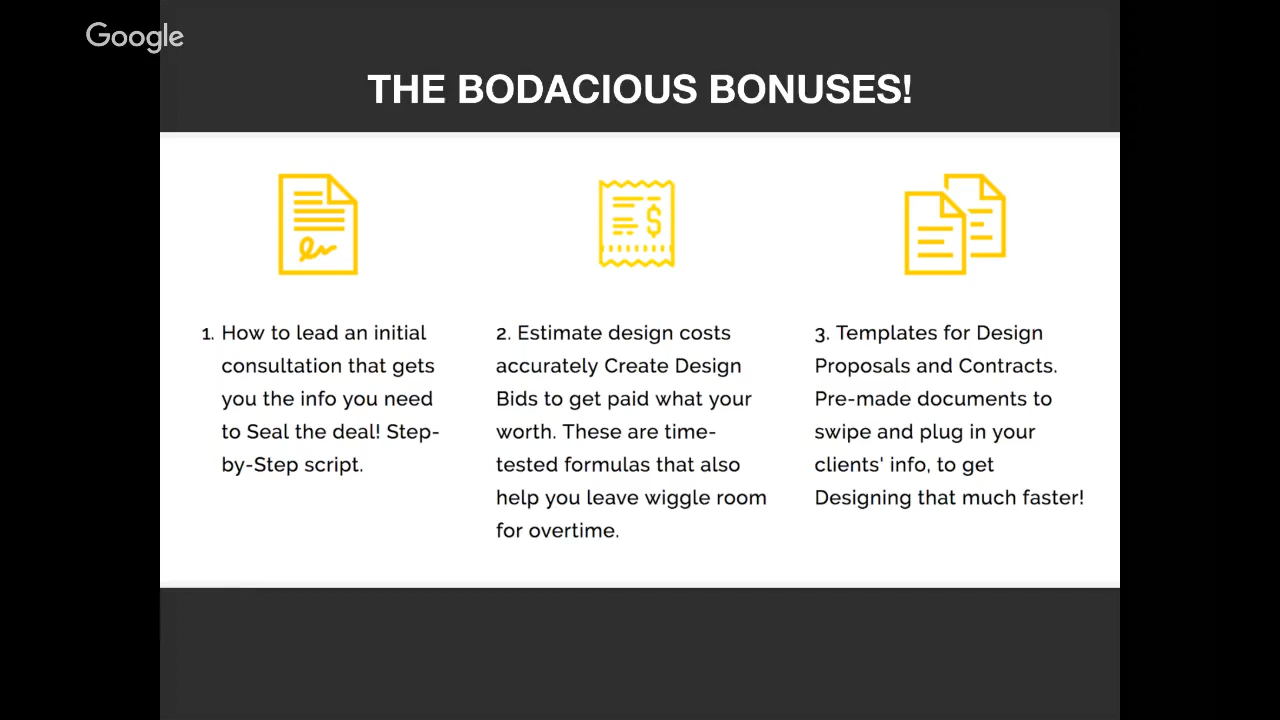 Google
THE BODACIOUS BONUSES!
1. How to lead an initial
consultation that gets
you the info you need
to Seal the deal! Step-
by-Step script.
2. Estimate design costs
accurately Create Design
Bids to get paid what your
worth. These are time-
tested formulas that also
help you leave wiggle room
for overtime.
3. Templates for Design
Proposals and Contracts.
Pre-made documents to
swipe and plug in your
clients' info, to get
Designing that much faster!